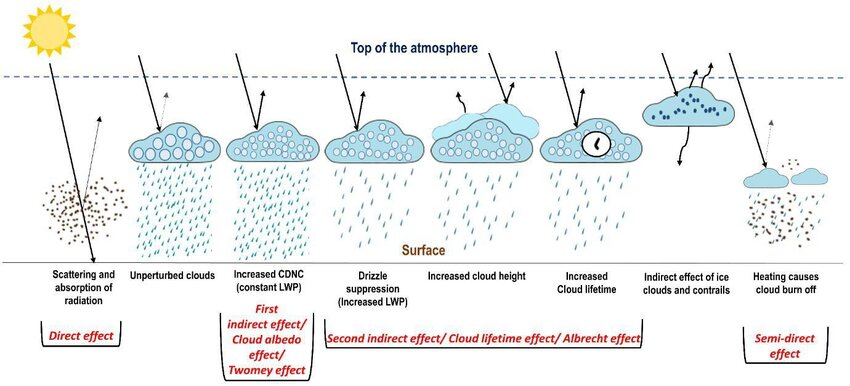 Top of the atmosphere
Surface
Scattering and
absorption of
radiation
Unperturbed clouds
Increased CDNC
(constant LWP)
Drizzle
suppression
(Increased LWP)
Increased cloud height
Increased
Cloud lifetime
Indirect effect of ice
clouds and contrails
Heating causes
cloud burn off
Direct effect
First
indirect effect/
Cloud albedo
effect/
Twomey effect
Second indirect effect/ Cloud lifetime effect/ Albrecht effect
Semi-direct
effect